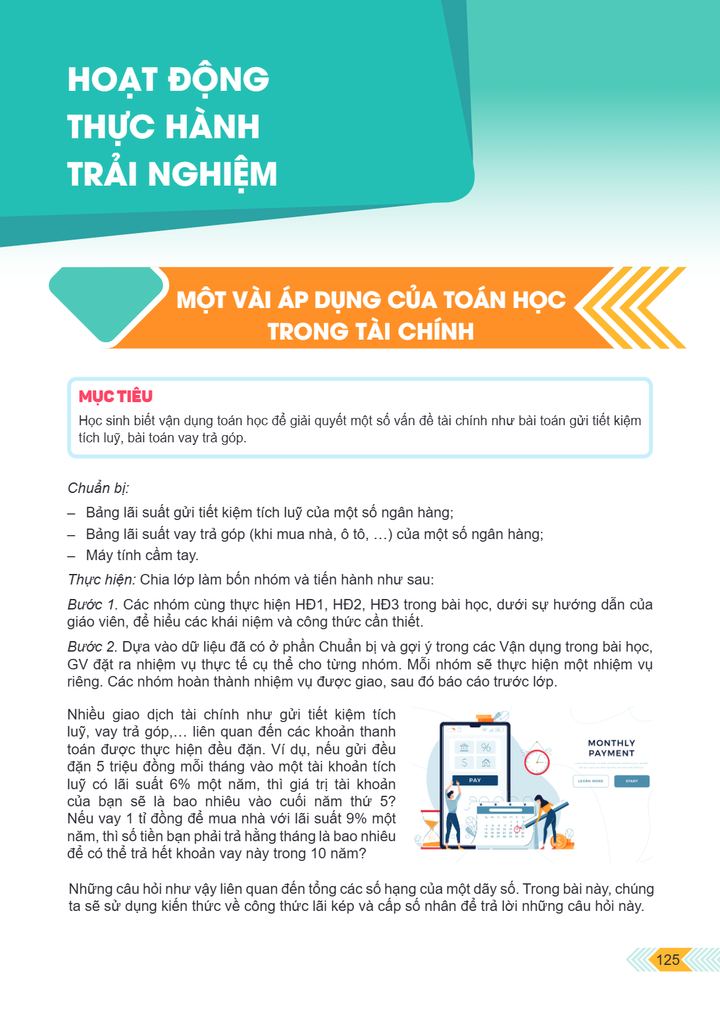 HOẠT ĐỘNG
THỰC HÀNH
TRẢI NGHIỆM
MỘT VÀI ÁP DỤNG CỦA TOÁN HỌC
TRONG TÀI CHÍNH
MỤC TIÊU
Học sinh biết vận dụng toán học để giải quyết một số vấn đề tài chính như bài toán gửi tiết kiệm
tích luỹ, bài toán vay trả góp.
Chuẩn bị:
– Bảng lãi suất gửi tiết kiệm tích luỹ của một số ngân hàng;
– Bảng lãi suất vay trả góp (khi mua nhà, ô tô, …) của một số ngân hàng;
– Máy tính cầm tay.
Thực hiện: Chia lớp làm bốn nhóm và tiến hành như sau:
Bước 1. Các nhóm cùng thực hiện HĐ1, HĐ2, HĐ3 trong bài học, dưới sự hướng dẫn của
giáo viên, để hiểu các khái niệm và công thức cần thiết.
Bước 2. Dựa vào dữ liệu đã có ở phần Chuẩn bị và gợi ý trong các Vận dụng trong bài học,
GV đặt ra nhiệm vụ thực tế cụ thể cho từng nhóm. Mỗi nhóm sẽ thực hiện một nhiệm vụ
riêng. Các nhóm hoàn thành nhiệm vụ được giao, sau đó báo cáo trước lớp.
Nhiều giao dịch tài chính như gửi tiết kiệm tích
luỹ, vay trả góp,… liên quan đến các khoản thanh
toán được thực hiện đều đặn. Ví dụ, nếu gửi đều
đặn 5 triệu đồng mỗi tháng vào một tài khoản tích
luỹ có lãi suất 6% một năm, thì giá trị tài khoản
của bạn sẽ là bao nhiêu vào cuối năm thứ 5?
Nếu vay 1 tỉ đồng để mua nhà với lãi suất 9% một
năm, thì số tiền bạn phải trả hằng tháng là bao nhiêu
để có thể trả hết khoản vay này trong 10 năm?
%
PAY
MONTHLY
PAYMENT
LEARN MORE
START
Những câu hỏi như vậy liên quan đến tổng các số hạng của một dãy số. Trong bài này, chúng
ta sẽ sử dụng kiến thức về công thức lãi kép và cấp số nhân để trả lời những câu hỏi này.
125